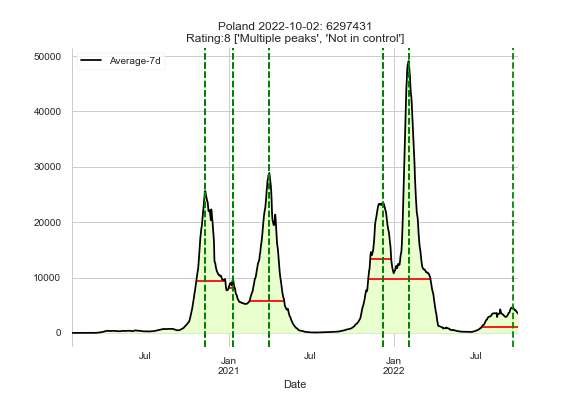 Poland 2022-10-02: 6297431
Rating:8 ['Multiple peaks', 'Not in control']
Average-7d
50000
40000
30000
20000
10000
0
Jul
Jan
2021
Jul
Jan
2022
Jul
Date